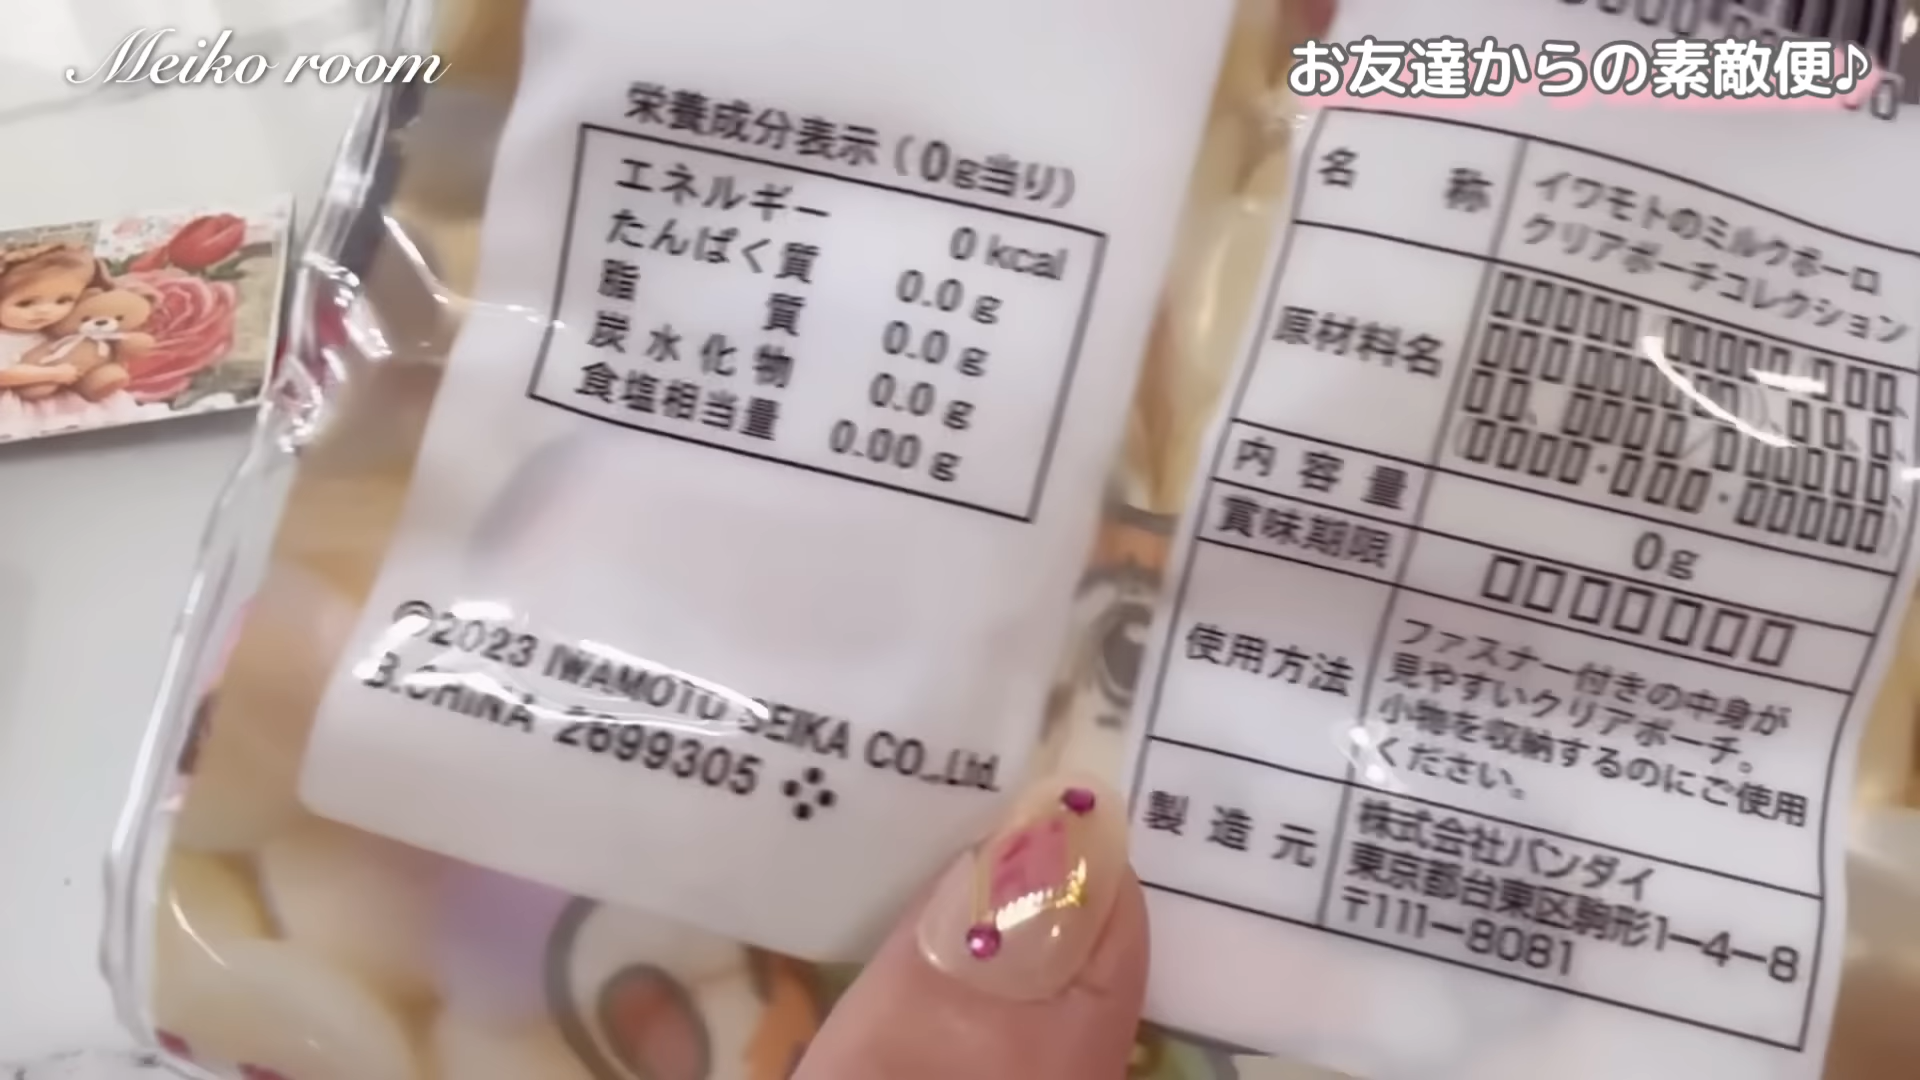 Meiko room
お友達からの素敵便♪
栄養成分表示(0g当り)
エネルギー 0 kcal
たんぱく質 0.0 g
脂質 0.0 g
炭水化物 0.0 g
食塩相当量 0.00 g
©2023 IWAMOTO SEIKA CO.,Ltd.
B.CHINA 2699305
名称 イワモトのミルクボーロ
クリアポーチコレクション
原材料名 ▯▯▯▯▯ ▯▯▯▯▯
内容量 0g
賞味期限 ▯▯▯▯▯▯▯
使用方法 ファスナー付きの中身が
見やすいクリアポーチ。
小物を収納するのにご使用
ください。
製造元 株式会社バンダイ
東京都台東区駒形1-4-8
〒111-8081